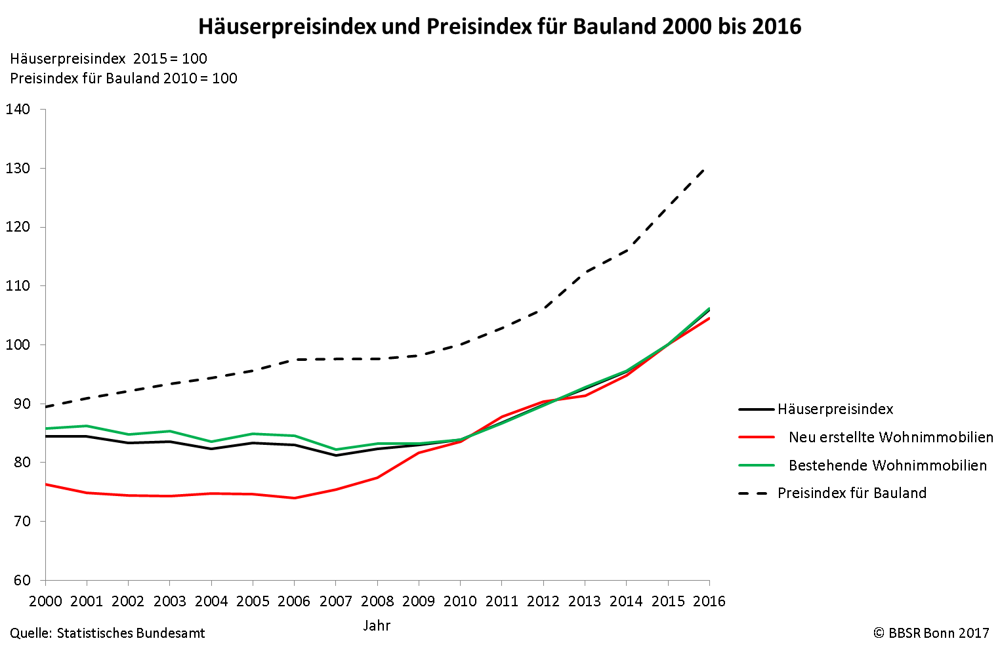 Häuserpreisindex und Preisindex für Bauland 2000 bis 2016
Häuserpreisindex 2015 = 100
Preisindex für Bauland 2010 = 100
140
130
120
110
100
90
80
70
60
Häuserpreisindex
Neu erstellte Wohnimmobilien
Bestehende Wohnimmobilien
Preisindex für Bauland
2000 2001 2002 2003 2004 2005 2006 2007 2008 2009 2010 2011 2012 2013 2014 2015 2016
Jahr
Quelle: Statistisches Bundesamt
© BBSR Bonn 2017